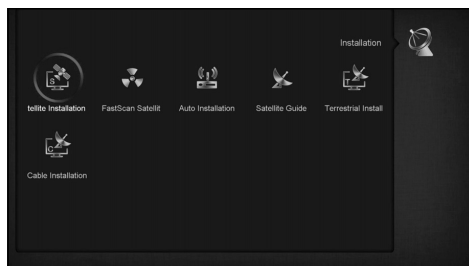 Installation
S
T
tellite Installation
FastScan Satellit
Auto Installation
Satellite Guide
Terrestrial Install
C
Cable Installation